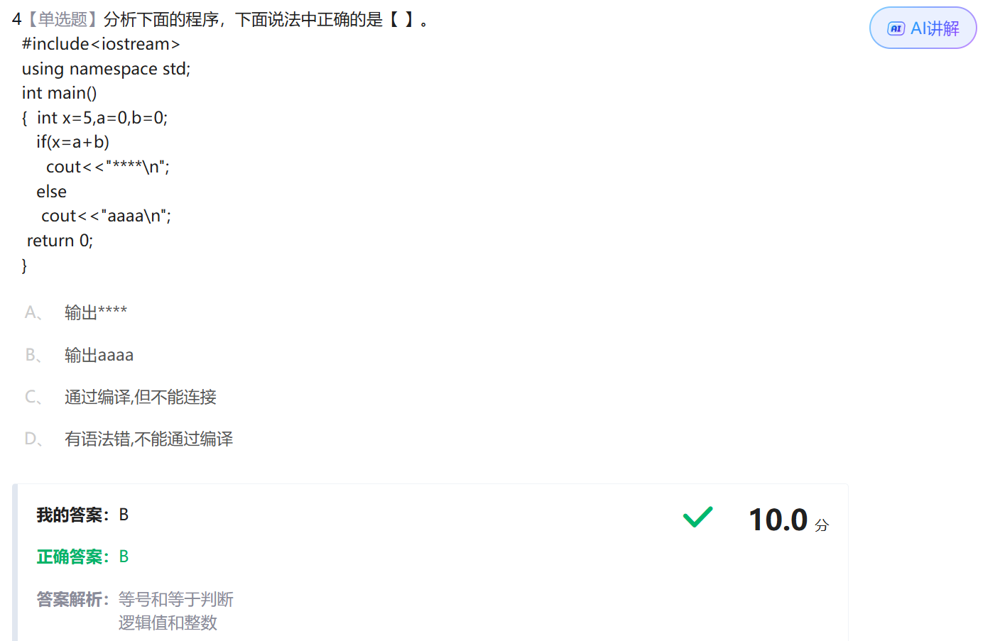 4【单选题】分析下面的程序，下面说法中正确的是【 】。
AI AI讲解
#include<iostream>
using namespace std;
int main()
{  int x=5,a=0,b=0;
if(x=a+b)
cout<<"****\n";
else
cout<<"aaaa\n";
return 0;
}
A、 输出****
B、 输出aaaa
C、 通过编译,但不能连接
D、 有语法错,不能通过编译
我的答案：B
10.0 分
正确答案：B
答案解析：等号和等于判断
逻辑值和整数